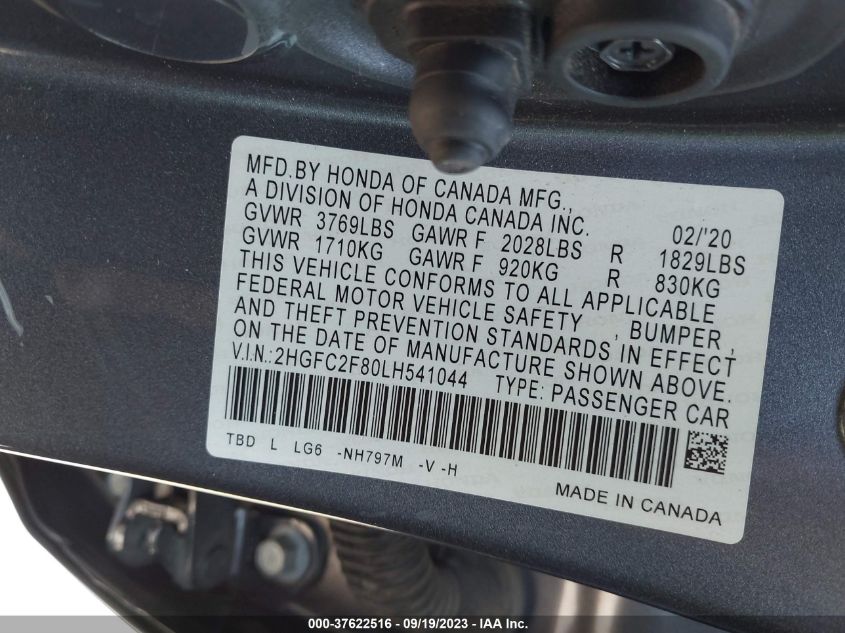 MFD.BY HONDA OF CANADA MFG.,
A DIVISION OF HONDA CANADA INC. 02/'20
GVWR 3769LBS GAWR F 2028LBS R 1829LBS
GVWR 1710KG GAWR F 920KG R 830KG
THIS VEHICLE CONFORMS TO ALL APPLICABLE
FEDERAL MOTOR VEHICLE SAFETY , BUMPER ,
AND THEFT PREVENTION STANDARDS IN EFFECT
ON THE DATE OF MANUFACTURE SHOWN ABOVE.
V.I.N.:2HGFC2F80LH541044 TYPE: PASSENGER CAR
TBD L LG6 -NH797M -V -H
MADE IN CANADA
000-37622516 - 09/19/2023 - IAA Inc.